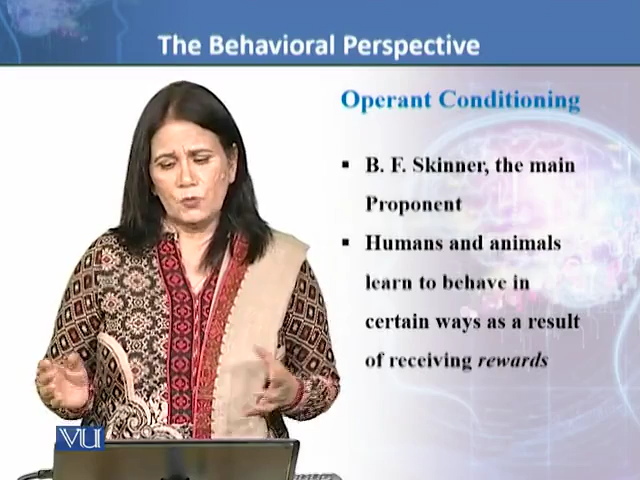 The Behavioral Perspective
Operant Conditioning
▪ B. F. Skinner, the main
Proponent
▪ Humans and animals
learn to behave in
certain ways as a result
of receiving rewards
VU